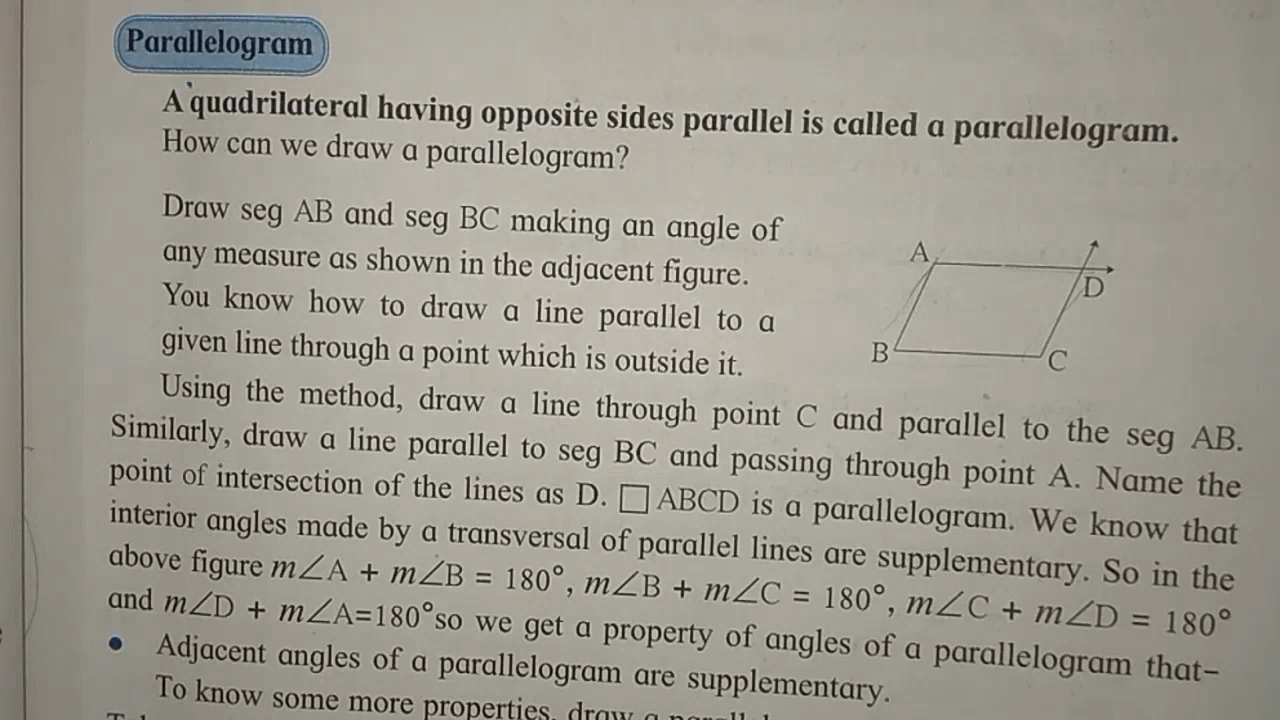 Parallelogram
A quadrilateral having opposite sides parallel is called a parallelogram.
How can we draw a parallelogram?
Draw seg AB and seg BC making an angle of
any measure as shown in the adjacent figure.
You know how to draw a line parallel to a
given line through a point which is outside it.
A
D
B
C
Using the method, draw a line through point C and parallel to the seg AB.
Similarly, draw a line parallel to seg BC and passing through point A. Name the
point of intersection of the lines as D. □ ABCD is a parallelogram. We know that
interior angles made by a transversal of parallel lines are supplementary. So in the
above figure m∠A + m∠B = 180°, m∠B + m∠C = 180°, m∠C + m∠D = 180°
and m∠D + m∠A=180°so we get a property of angles of a parallelogram that–
• Adjacent angles of a parallelogram are supplementary.
To know some more properties, draw a